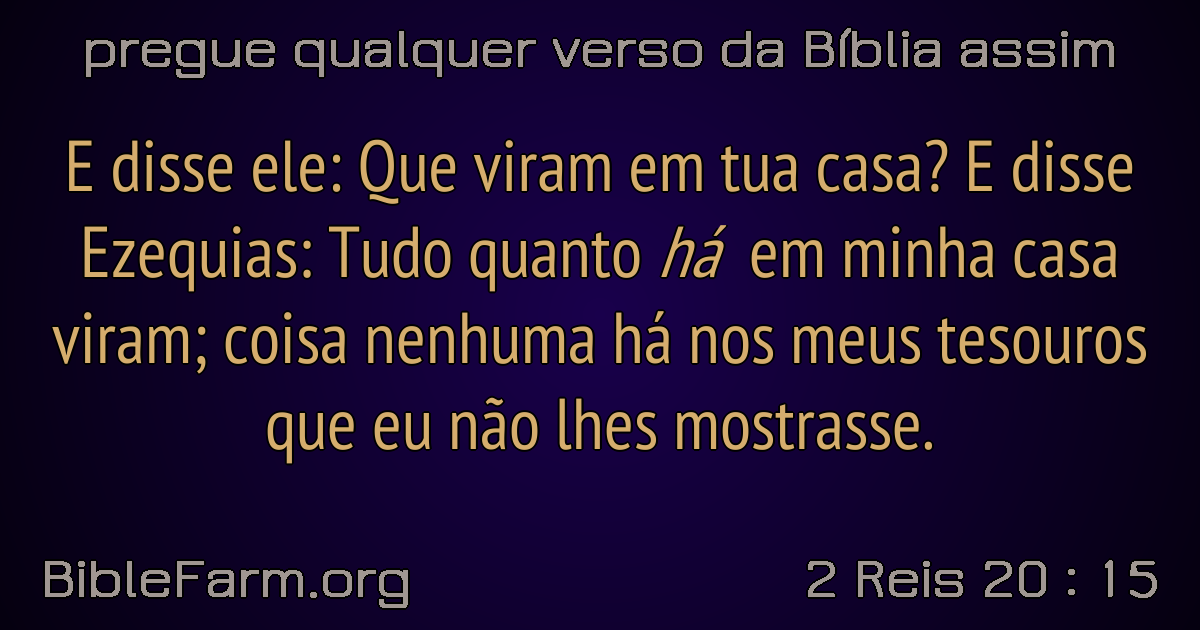 pregue qualquer verso da Bíblia assim
E disse ele: Que viram em tua casa? E disse
Ezequias: Tudo quanto há em minha casa
viram; coisa nenhuma há nos meus tesouros
que eu não lhes mostrasse.
BibleFarm.org
2 Reis 20 : 15